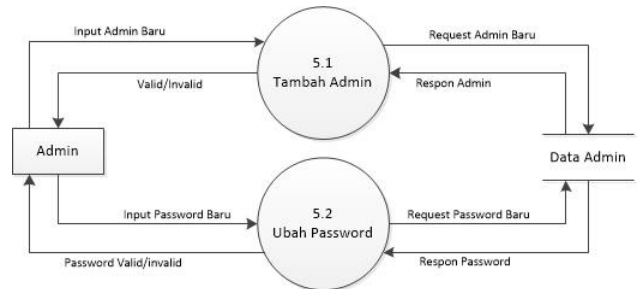 Input Admin Baru
Request Admin Baru
5.1
Tambah Admin
Valid/Invalid
Respon Admin
Admin
Data Admin
Input Password Baru
5.2
Ubah Password
Request Password Baru
Password Valid/invalid
Respon Password